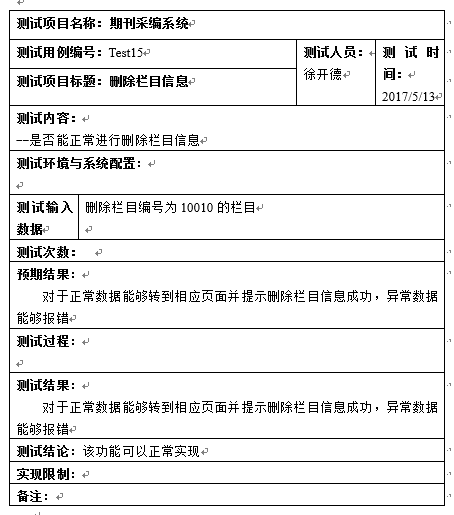 测试项目名称：期刊采编系统
测试用例编号：Test15
测试人员：
徐开德
测试时
间：
2017/5/13
测试项目标题：删除栏目信息
测试内容：
--是否能正常进行删除栏目信息
测试环境与系统配置：
测试输入
数据
删除栏目编号为10010的栏目
测试次数：
预期结果：
对于正常数据能够转到相应页面并提示删除栏目信息成功，异常数据
能够报错
测试过程：
测试结果：
对于正常数据能够转到相应页面并提示删除栏目信息成功，异常数据
能够报错
测试结论：该功能可以正常实现
实现限制：
备注：